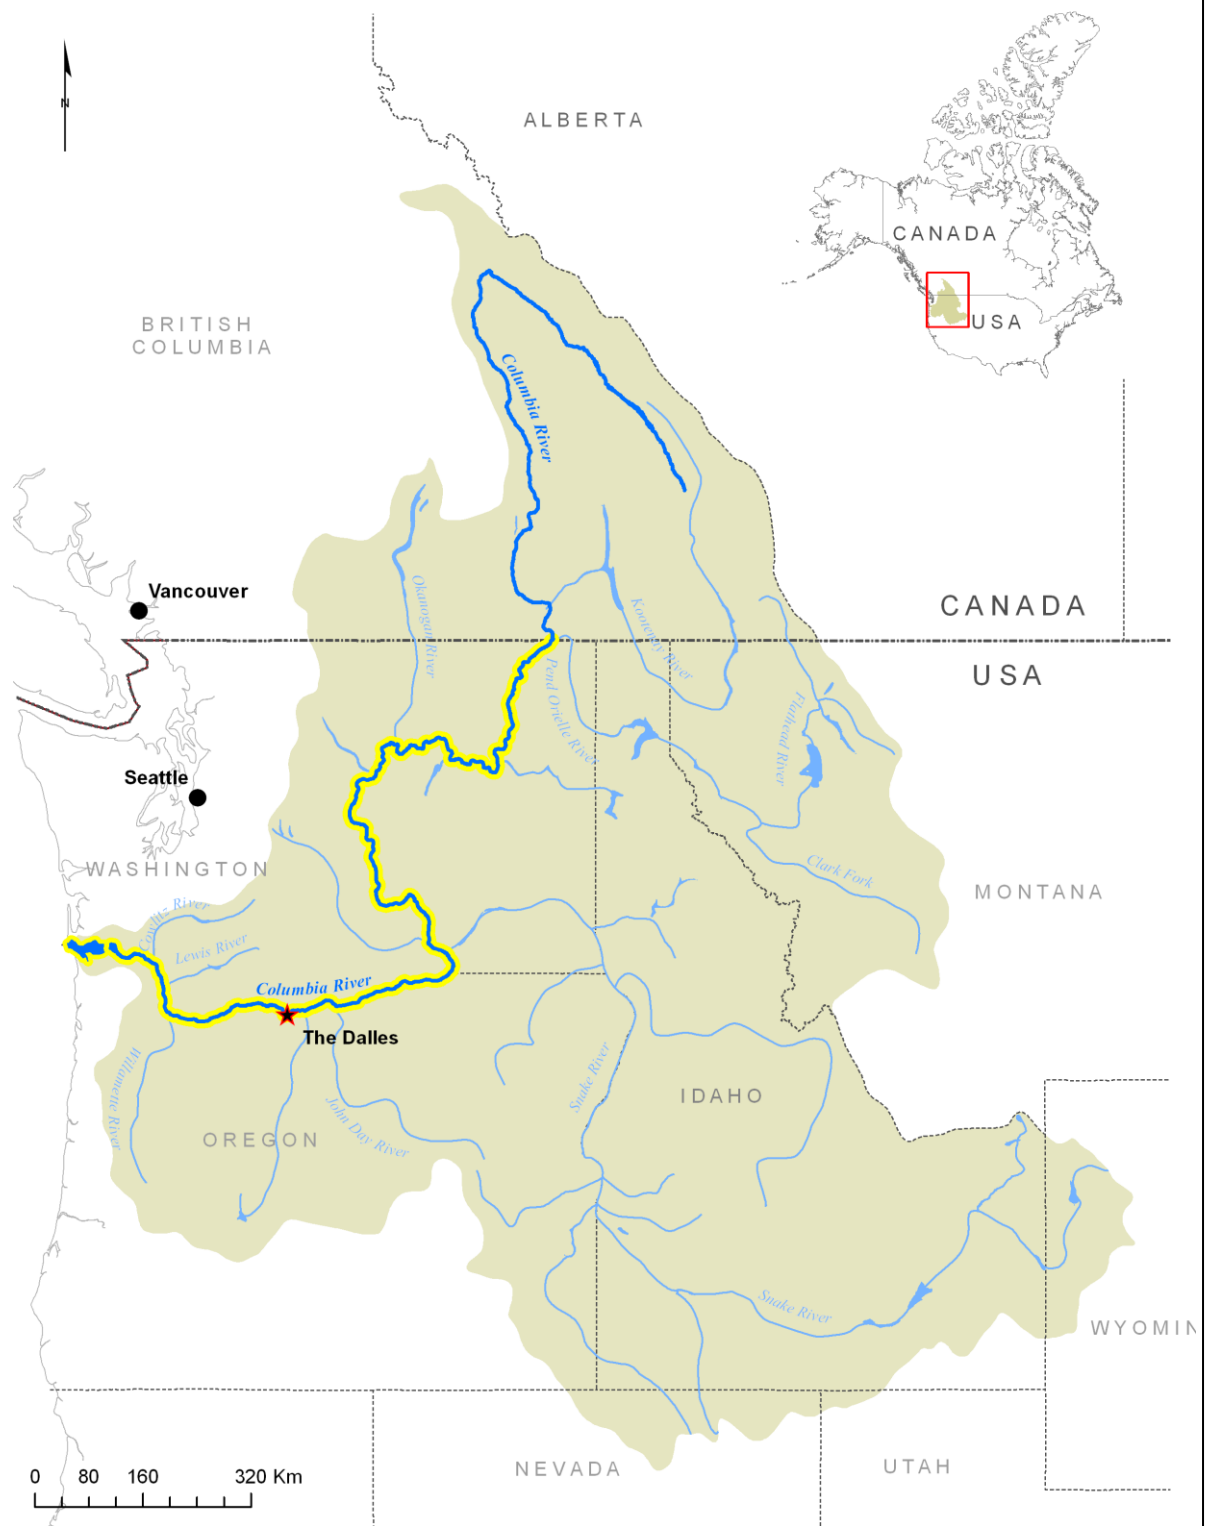 N
ALBERTA
CANADA
USA
BRITISH
COLUMBIA
Columbia River
Vancouver
Okanogan River
Kootenay River
CANADA
USA
Pend Orielle River
Flathead River
Seattle
WASHINGTON
Clark Fork
MONTANA
Cowlitz River
Lewis River
Columbia River
The Dalles
Willamette River
John Day River
Snake River
IDAHO
OREGON
Snake River
WYOMIN
NEVADA
UTAH
0 80 160 320 Km